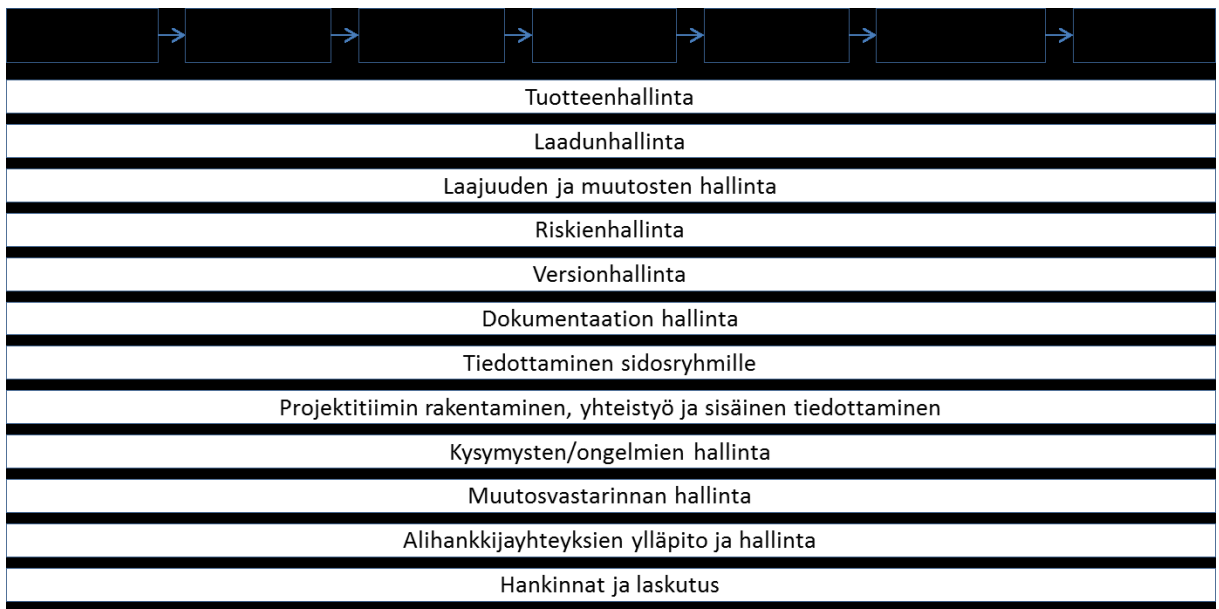 Tuotteenhallinta
Laadunhallinta
Laajuuden ja muutosten hallinta
Riskienhallinta
Versionhallinta
Dokumentaation hallinta
Tiedottaminen sidosryhmille
Projektitiimin rakentaminen, yhteistyö ja sisäinen tiedottaminen
Kysymysten/ongelmien hallinta
Muutosvastarinnan hallinta
Alihankkijayhteyksien ylläpito ja hallinta
Hankinnat ja laskutus